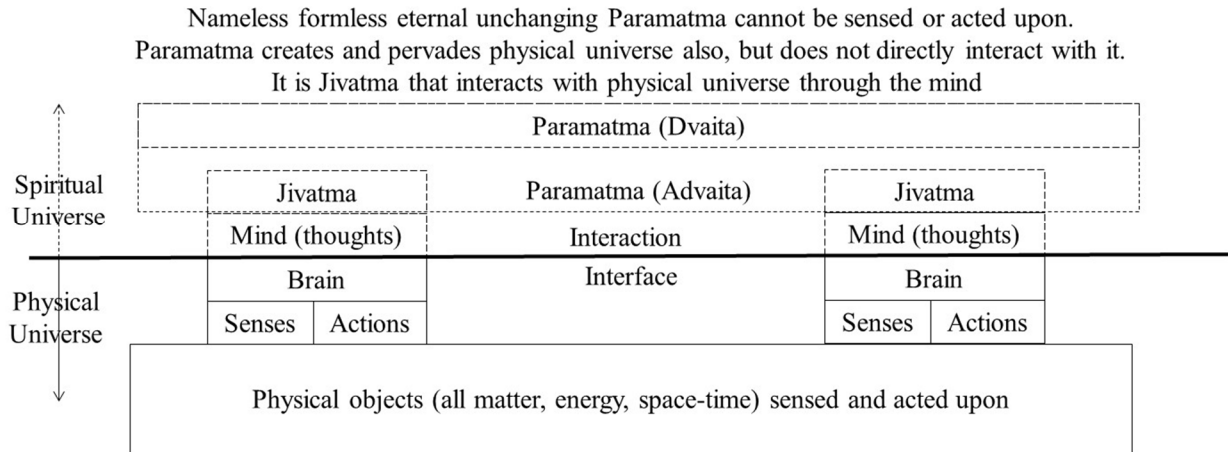 Nameless formless eternal unchanging Paramatma cannot be sensed or acted upon.
Paramatma creates and pervades physical universe also, but does not directly interact with it.
It is Jivatma that interacts with physical universe through the mind
Paramatma (Dvaita)
Spiritual
Universe
Jivatma
Paramatma (Advaita)
Jivatma
Mind (thoughts)
Interaction
Mind (thoughts)
Physical
Universe
Brain
Interface
Brain
Senses
Actions
Senses
Actions
Physical objects (all matter, energy, space-time) sensed and acted upon